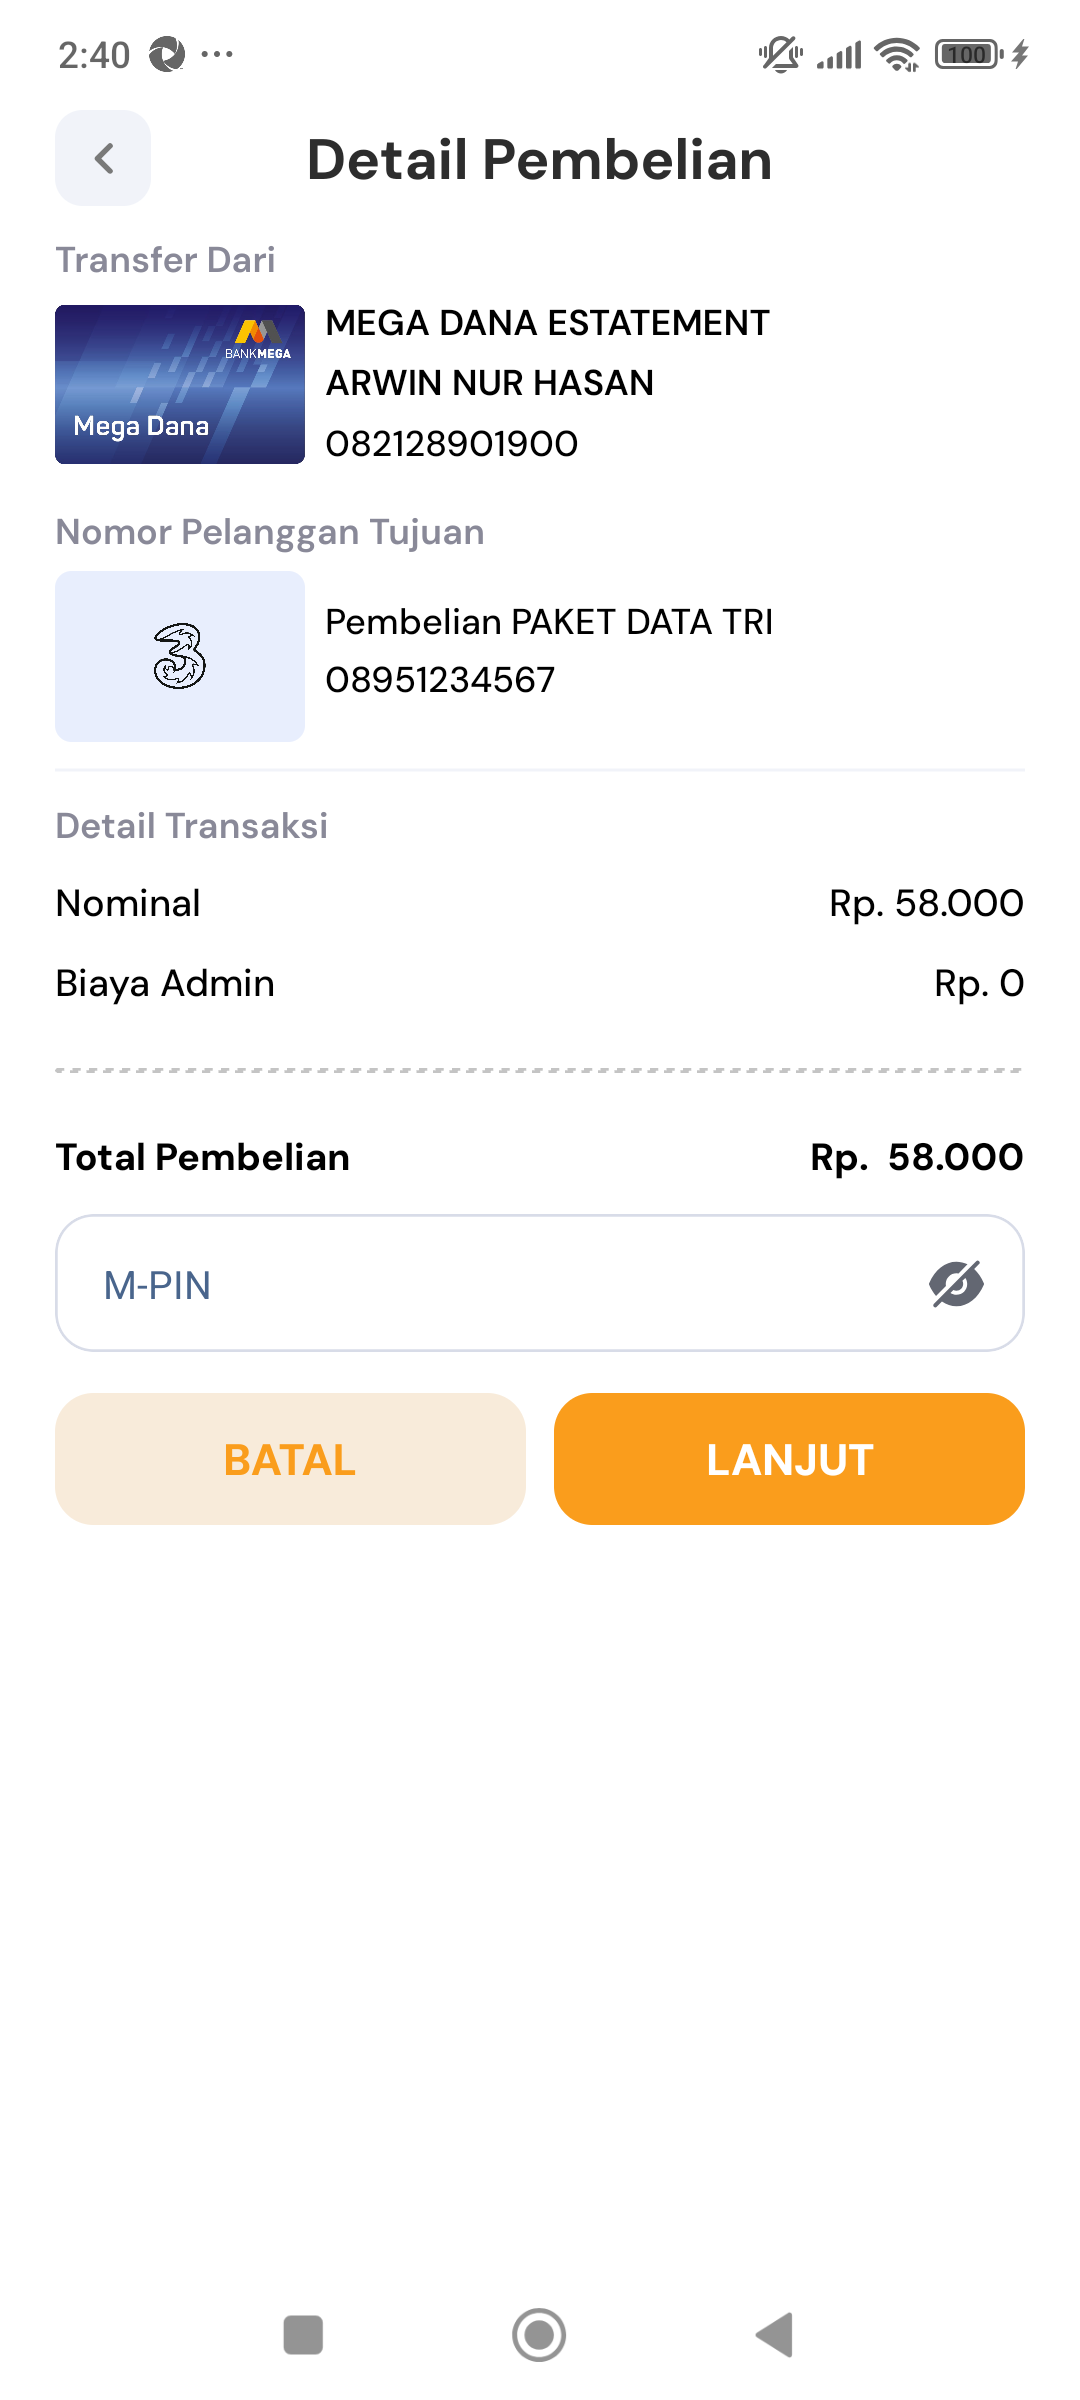 2:40
100
Detail Pembelian
Transfer Dari
BANKMEGA
Mega Dana
MEGA DANA ESTATEMENT
ARWIN NUR HASAN
082128901900
Nomor Pelanggan Tujuan
3
Pembelian PAKET DATA TRI
08951234567
Detail Transaksi
Nominal Rp. 58.000
Biaya Admin Rp. 0
Total Pembelian Rp. 58.000
M-PIN
BATAL LANJUT